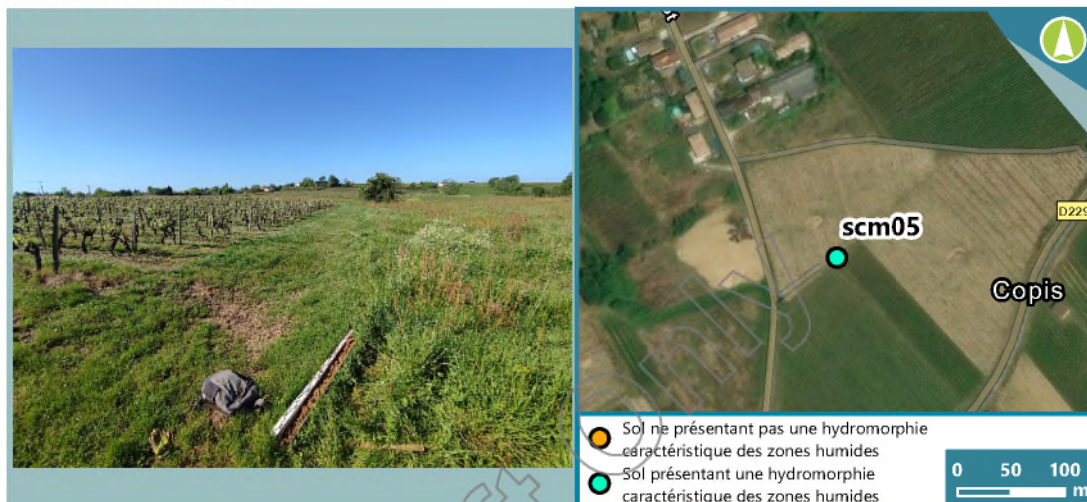 scm05
D229
Copis
Sol ne présentant pas une hydromorphie
caractéristique des zones humides
Sol présentant une hydromorphie
caractéristique des zones humides
0 50 100
m